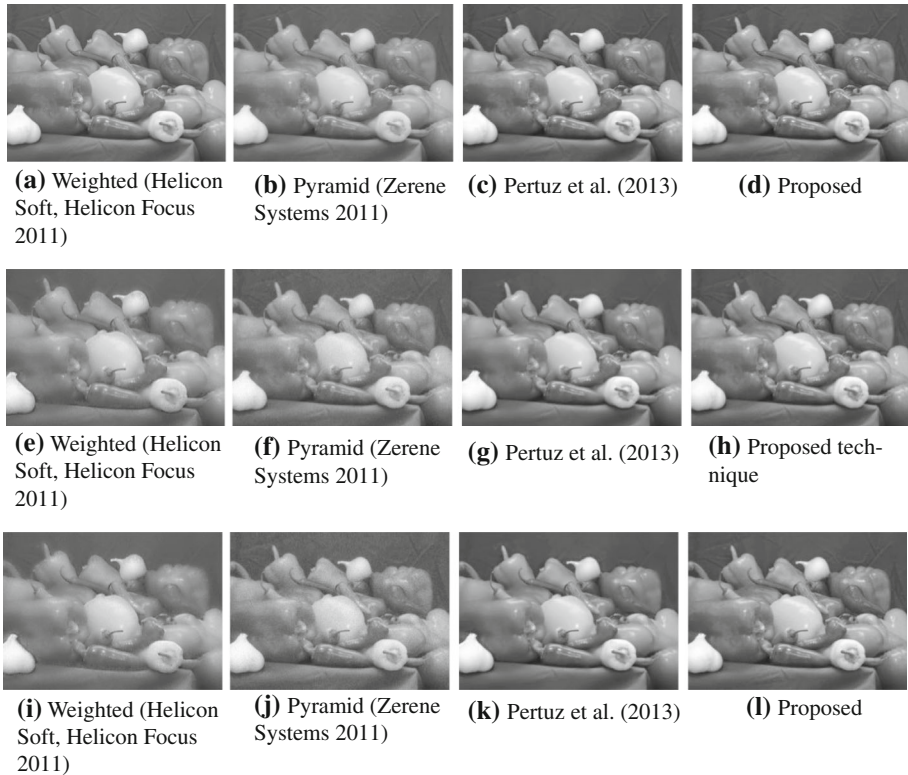 (a) Weighted (Helicon
Soft, Helicon Focus
2011)
(b) Pyramid (Zerene
Systems 2011)
(c) Pertuz et al. (2013)
(d) Proposed
(e) Weighted (Helicon
Soft, Helicon Focus
2011)
(f) Pyramid (Zerene
Systems 2011)
(g) Pertuz et al. (2013)
(h) Proposed tech-
nique
(i) Weighted (Helicon
Soft, Helicon Focus
2011)
(j) Pyramid (Zerene
Systems 2011)
(k) Pertuz et al. (2013)
(l) Proposed